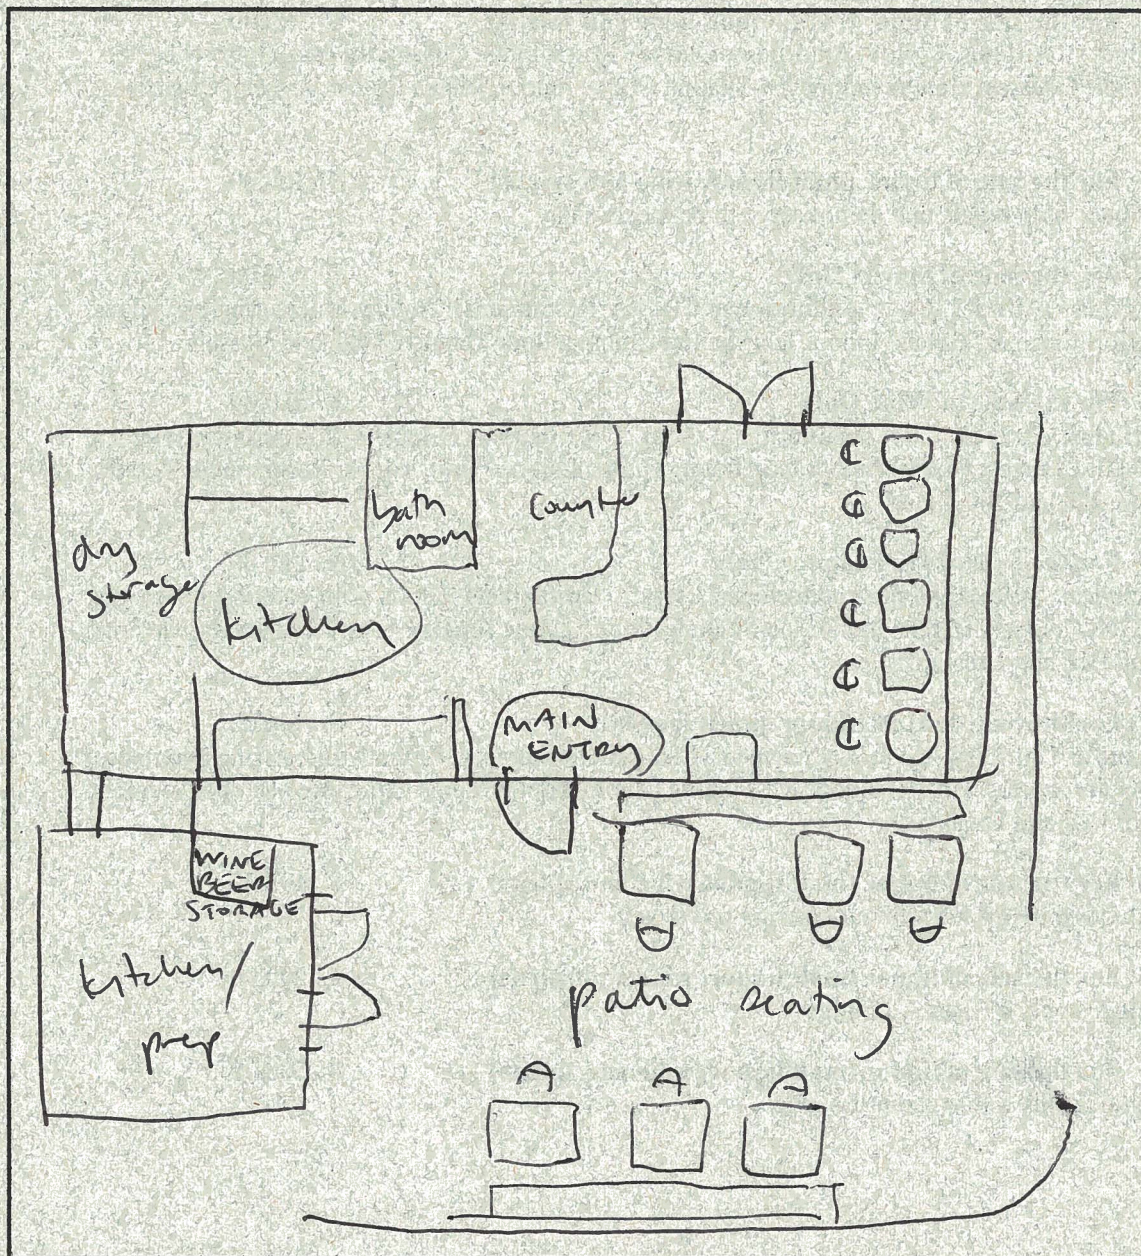 dry
storage
kitchen
bath
room
counter
MAIN
ENTRY
WINE
BEER
STORAGE
kitchen/
prep
patio seating